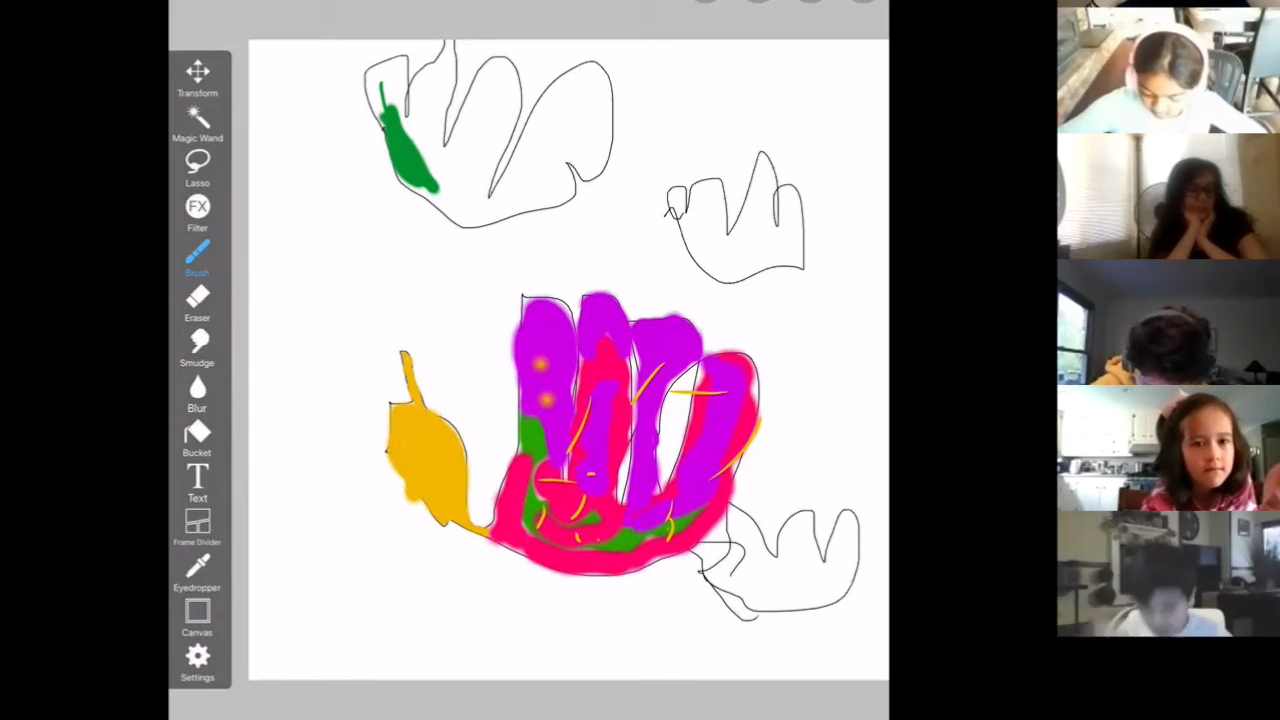 Transform
Magic Wand
Lasso
FX
Filter
Brush
Eraser
Smudge
Blur
Bucket
T
Text
Frame Divider
Eyedropper
Canvas
Settings